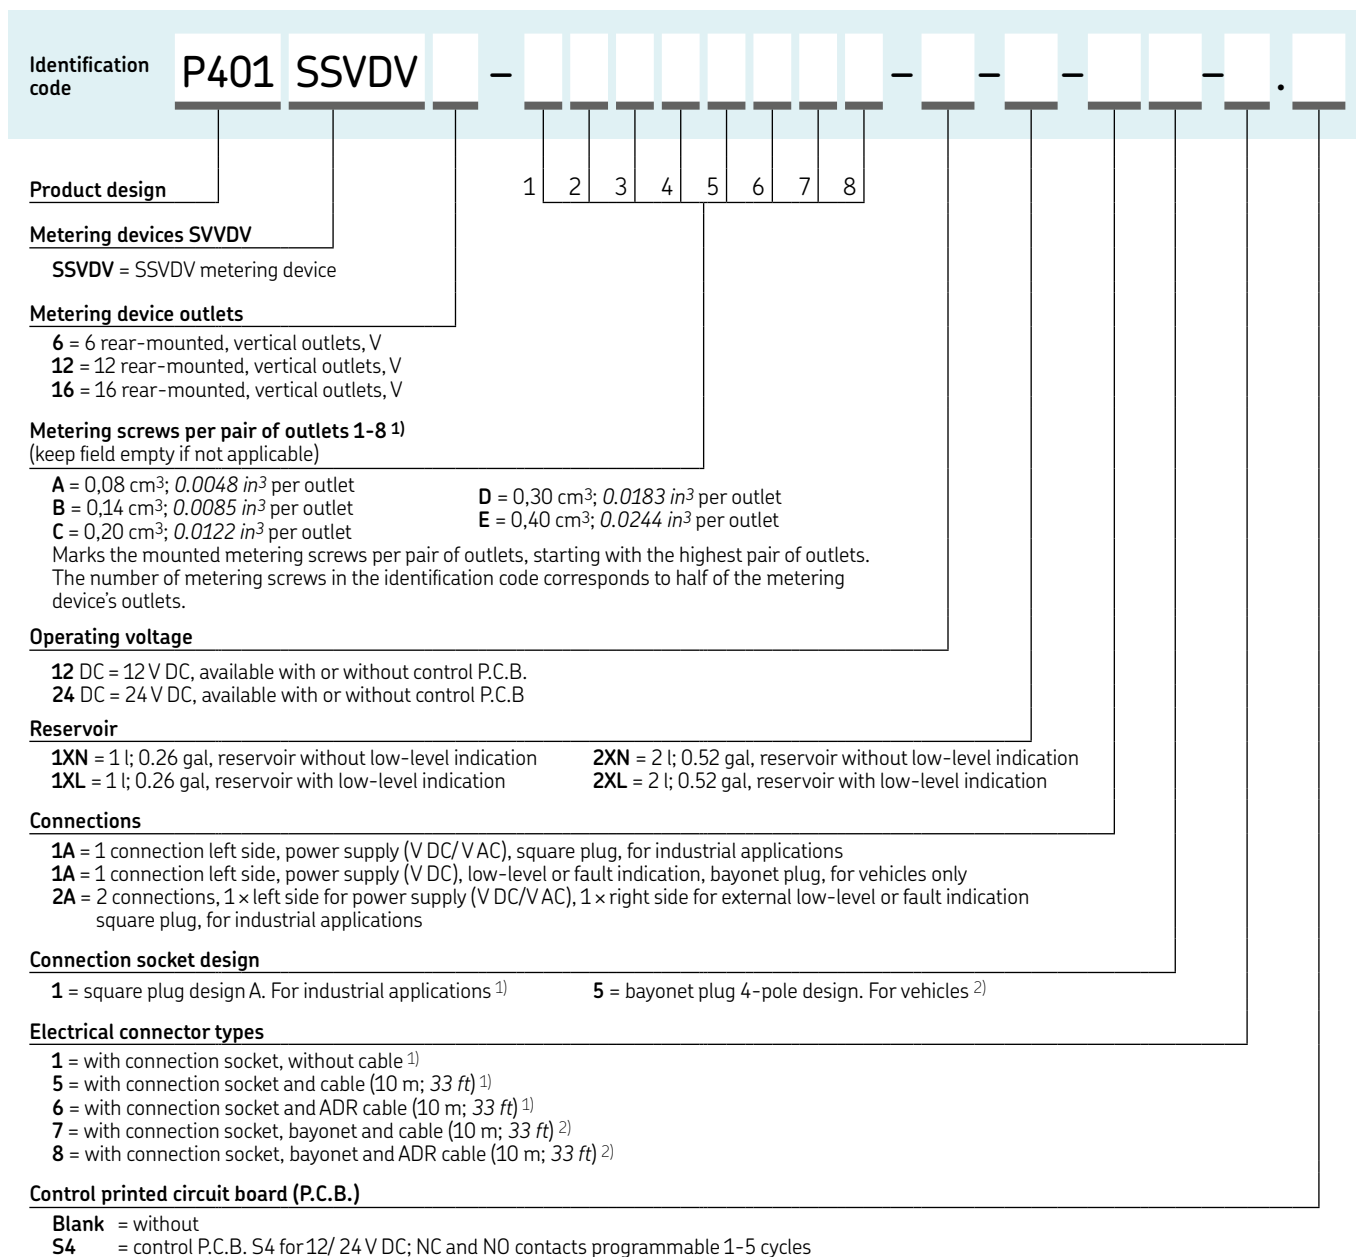 Identification
code
P401 SSVDV – – – – – .
Product design
1 2 3 4 5 6 7 8
Metering devices SVVDV
SSVDV = SSVDV metering device
Metering device outlets
6 = 6 rear-mounted, vertical outlets, V
12 = 12 rear-mounted, vertical outlets, V
16 = 16 rear-mounted, vertical outlets, V
Metering screws per pair of outlets 1-8 1)
(keep field empty if not applicable)
A = 0,08 cm³; 0.0048 in³ per outlet
B = 0,14 cm³; 0.0085 in³ per outlet
C = 0,20 cm³; 0.0122 in³ per outlet
D = 0,30 cm³; 0.0183 in³ per outlet
E = 0,40 cm³; 0.0244 in³ per outlet
Marks the mounted metering screws per pair of outlets, starting with the highest pair of outlets.
The number of metering screws in the identification code corresponds to half of the metering
device's outlets.
Operating voltage
12 DC = 12 V DC, available with or without control P.C.B.
24 DC = 24 V DC, available with or without control P.C.B
Reservoir
1XN = 1 l; 0.26 gal, reservoir without low-level indication
1XL = 1 l; 0.26 gal, reservoir with low-level indication
2XN = 2 l; 0.52 gal, reservoir without low-level indication
2XL = 2 l; 0.52 gal, reservoir with low-level indication
Connections
1A = 1 connection left side, power supply (V DC/ V AC), square plug, for industrial applications
1A = 1 connection left side, power supply (V DC), low-level or fault indication, bayonet plug, for vehicles only
2A = 2 connections, 1 × left side for power supply (V DC/V AC), 1 × right side for external low-level or fault indication
square plug, for industrial applications
Connection socket design
1 = square plug design A. For industrial applications 1)
5 = bayonet plug 4-pole design. For vehicles 2)
Electrical connector types
1 = with connection socket, without cable 1)
5 = with connection socket and cable (10 m; 33 ft) 1)
6 = with connection socket and ADR cable (10 m; 33 ft) 1)
7 = with connection socket, bayonet and cable (10 m; 33 ft) 2)
8 = with connection socket, bayonet and ADR cable (10 m; 33 ft) 2)
Control printed circuit board (P.C.B.)
Blank = without
S4 = control P.C.B. S4 for 12/ 24 V DC; NC and NO contacts programmable 1-5 cycles